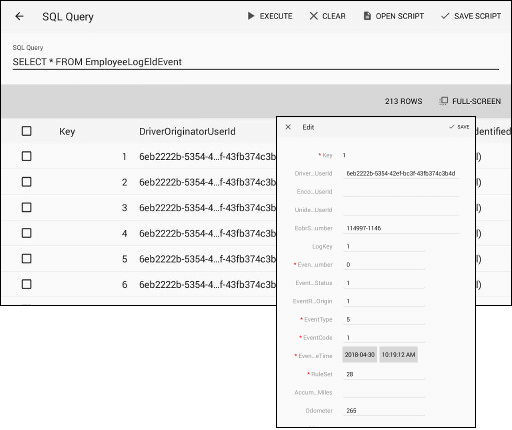 SQL Query
EXECUTE
CLEAR
OPEN SCRIPT
SAVE SCRIPT
SQL Query
SELECT * FROM EmployeeLogEldEvent
213 ROWS
FULL-SCREEN
Key
DriverOriginatorUserId
dentified
1 6eb2222b-5354-4...f-43fb374c3b l)
2 6eb2222b-5354-4...f-43fb374c3b l)
3 6eb2222b-5354-4...f-43fb374c3b l)
4 6eb2222b-5354-4...f-43fb374c3b l)
5 6eb2222b-5354-4...f-43fb374c3b l)
6 6eb2222b-5354-4...f-43fb374c3b l)
Edit
SAVE
* Key 1
Driver...UserId 6eb2222b-5354-42ef-bc3f-43fb374c3b4d
Enco...UserId
Unide...UserId
EobrS...umber 114997-1146
LogKey 1
* Even...umber 0
Event...Status 1
EventR...Origin 1
* EventType 5
* EventCode 1
* Even...eTime 2018-04-30 10:19:12 AM
* RuleSet 28
Accum...Miles
Odometer 265